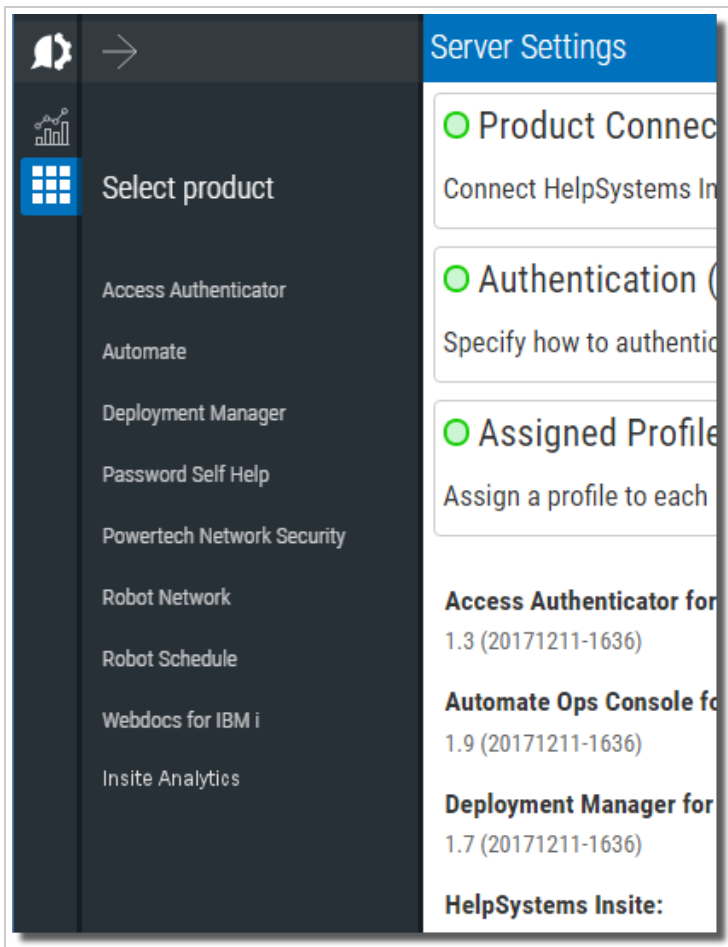 Server Settings
Select product
Access Authenticator
Automate
Deployment Manager
Password Self Help
Powertech Network Security
Robot Network
Robot Schedule
Webdocs for IBM i
Insite Analytics
Product Connec
Connect HelpSystems In
Authentication (
Specify how to authentic
Assigned Profile
Assign a profile to each
Access Authenticator for
1.3 (20171211-1636)
Automate Ops Console fo
1.9 (20171211-1636)
Deployment Manager for
1.7 (20171211-1636)
HelpSystems Insite: